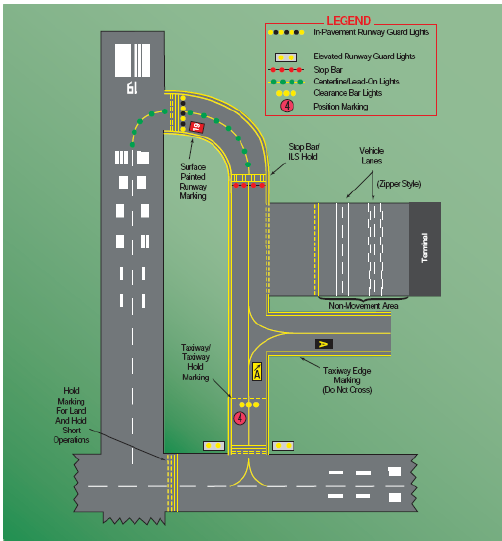 LEGEND
In-Pavement Runway Guard Lights
Elevated Runway Guard Lights
Stop Bar
Centerline/Lead-On Lights
Clearance Bar Lights
4
Position Marking
19
19
Surface
Painted
Runway
Marking
Stop Bar/
ILS Hold
Vehicle
Lanes
(Zipper Style)
Terminal
Non-Movement Area
A
A
Taxiway/
Taxiway
Hold
Marking
Taxiway Edge
Marking
(Do Not Cross)
4
Hold
Marking
For Land
And Hold
Short
Operations